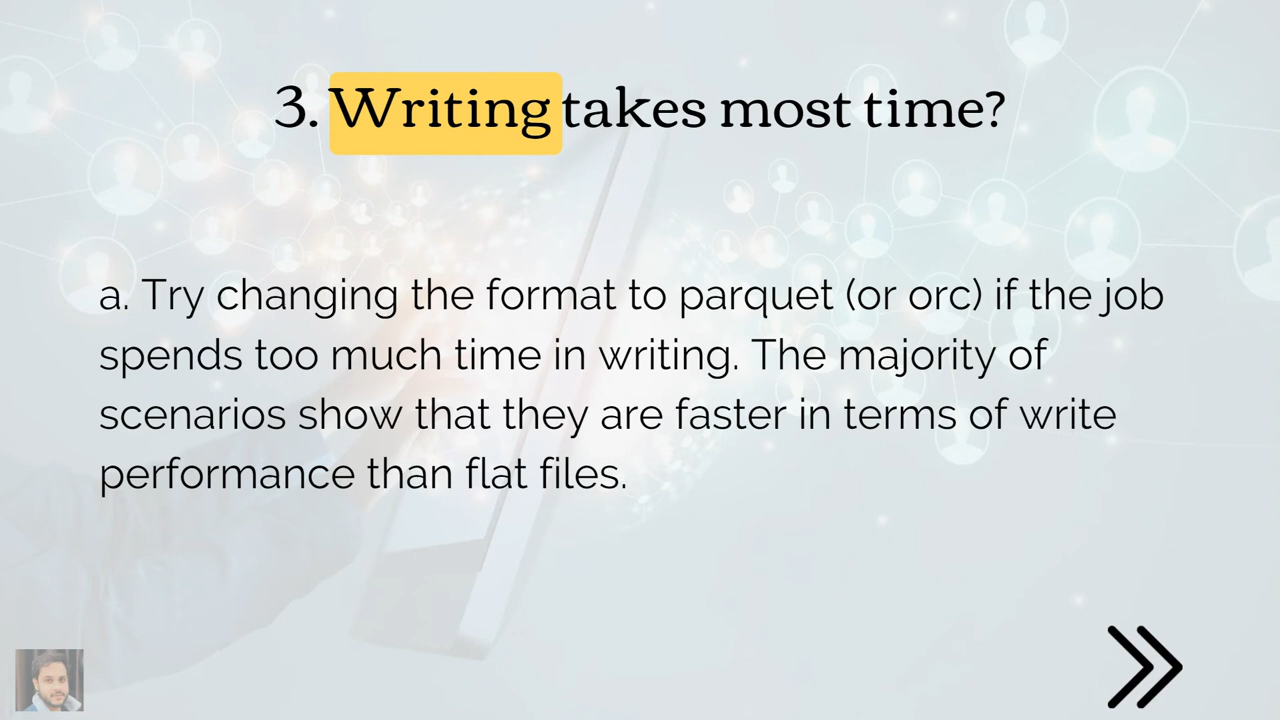 3. Writing takes most time?
a. Try changing the format to parquet (or orc) if the job
spends too much time in writing. The majority of
scenarios show that they are faster in terms of write
performance than flat files.